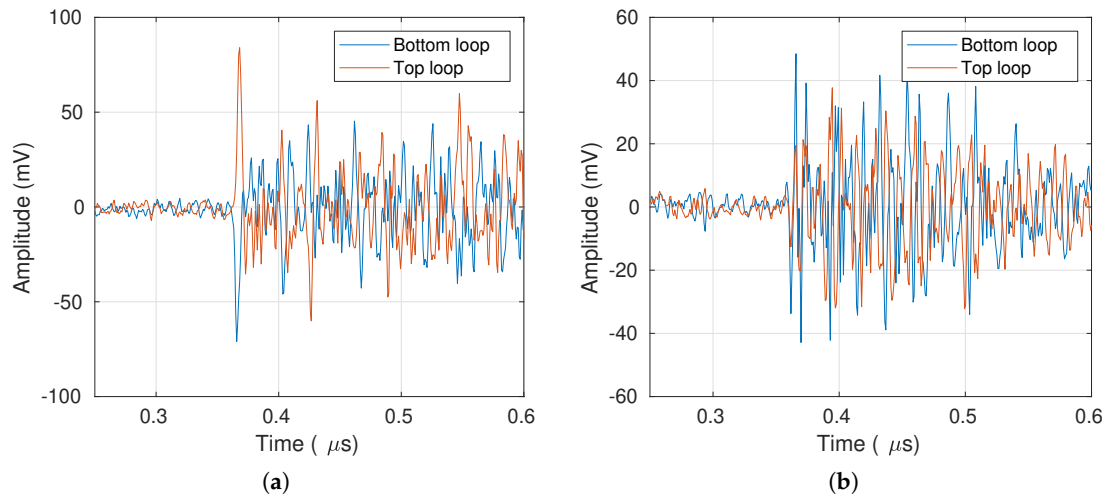 100
50
0
-50
-100
Amplitude (mV)
Bottom loop
Top loop
0.3
0.4
0.5
0.6
Time ( μs)
(a)
60
40
20
0
-20
-40
-60
Amplitude (mV)
Bottom loop
Top loop
0.3
0.4
0.5
0.6
Time ( μs)
(b)